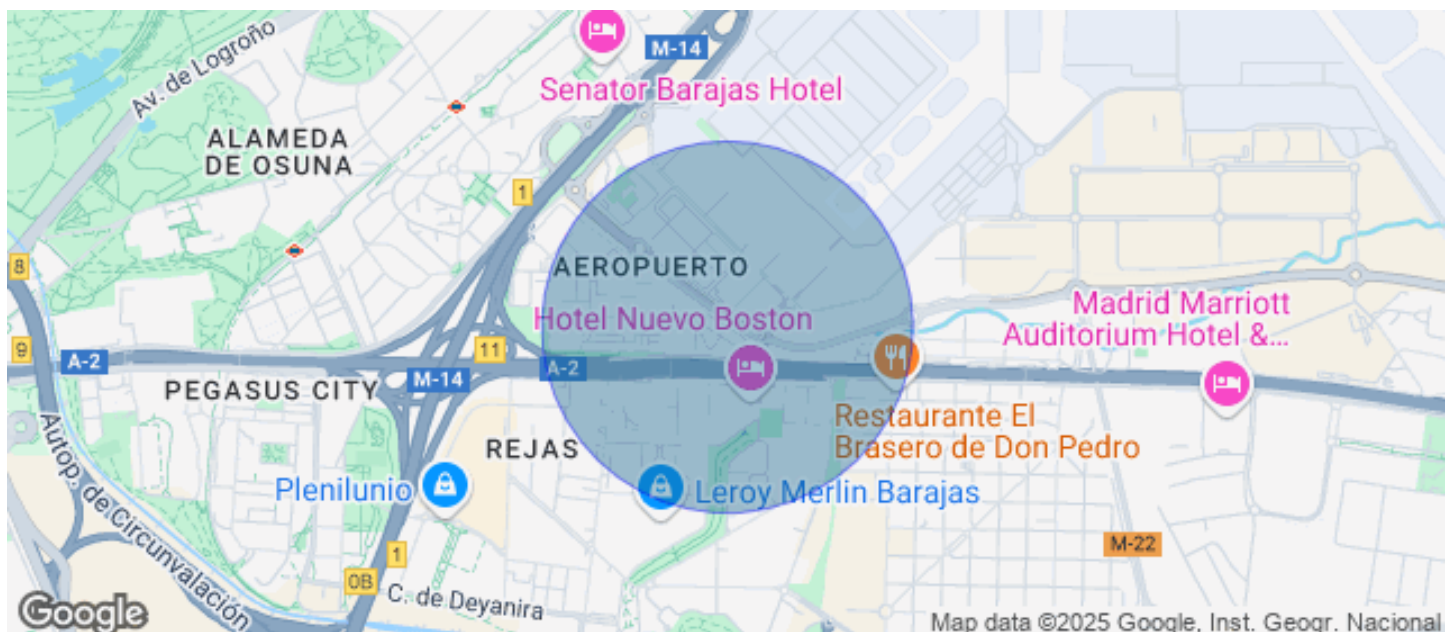 Av. de Logroño
M-14
Senator Barajas Hotel
ALAMEDA
DE OSUNA
1
8
AEROPUERTO
Hotel Nuevo Boston
Madrid Marriott
Auditorium Hotel &...
9
A-2
11
M-14
A-2
PEGASUS CITY
Restaurante El
Brasero de Don Pedro
REJAS
Plenilunio
Leroy Merlin Barajas
Autop. de Circunvalación
M-22
1
0B
C. de Deyanira
Google
Map data ©2025 Google, Inst. Geogr. Nacional